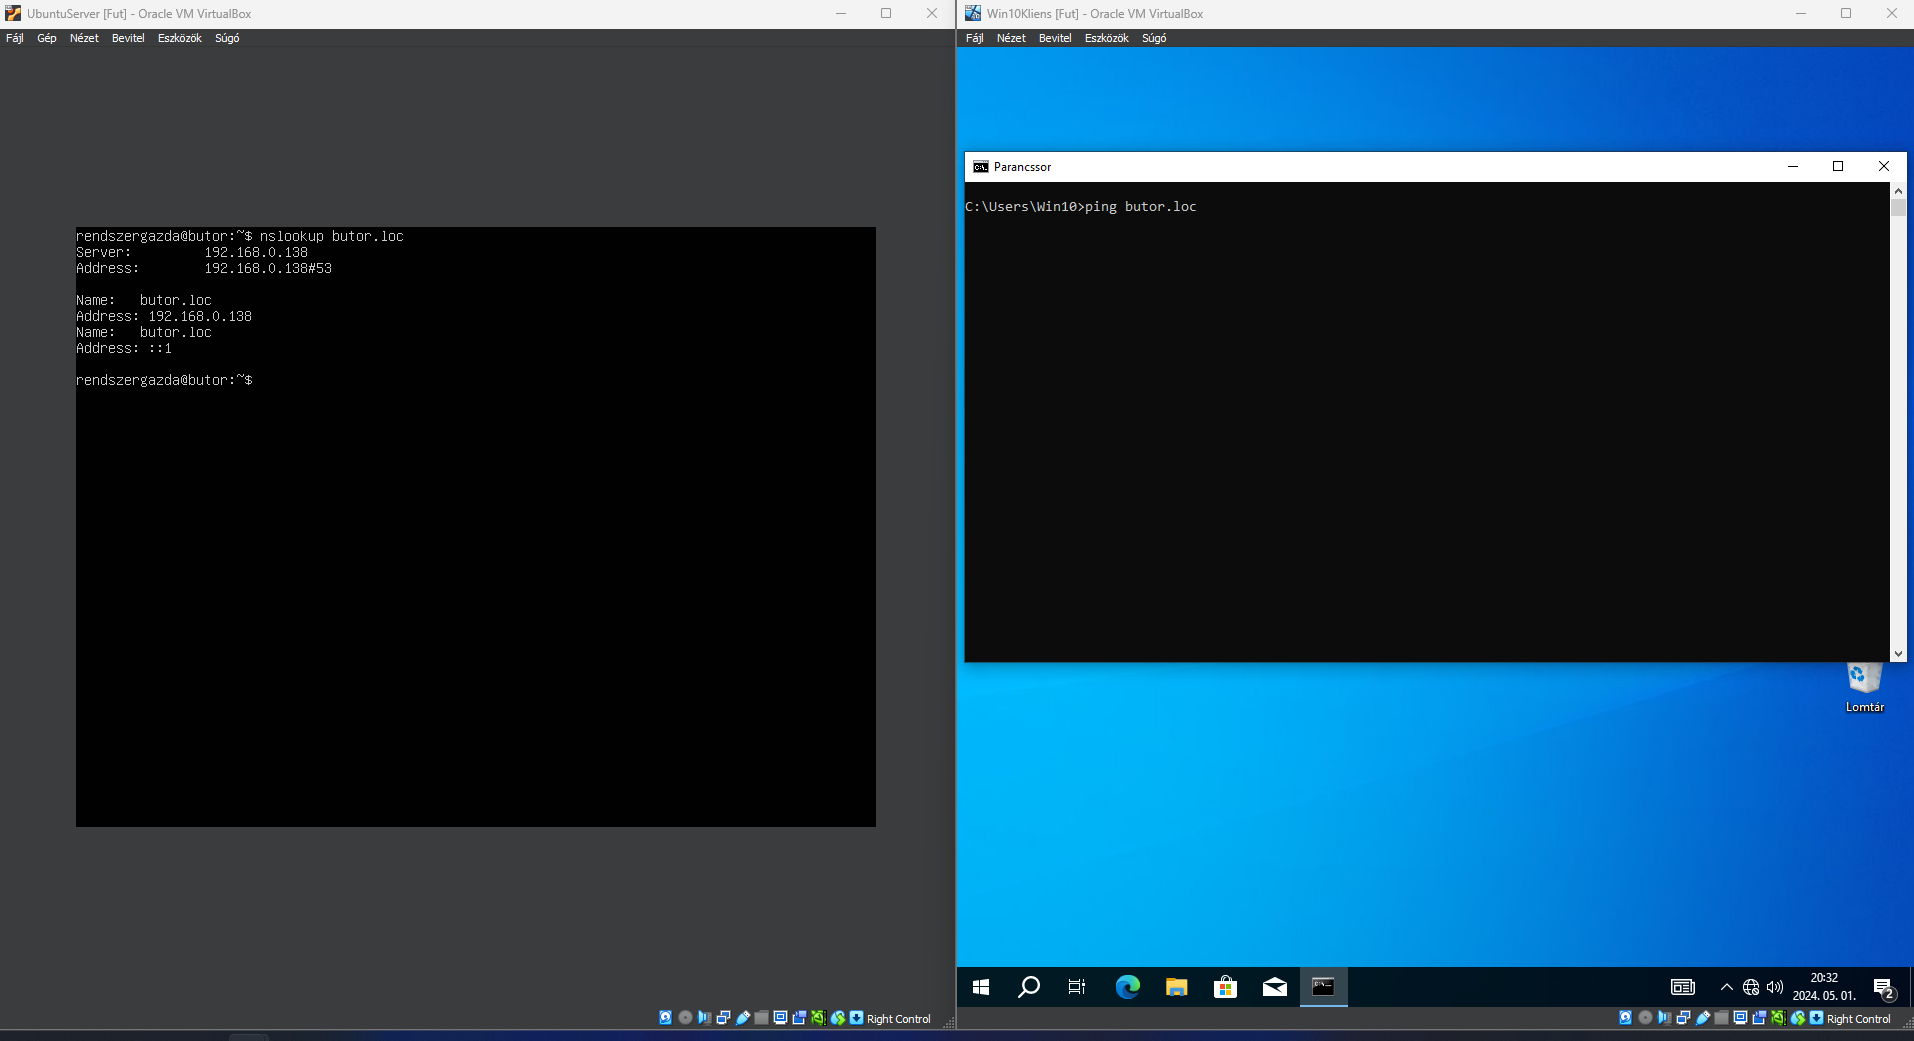 UbuntuServer [Fut] - Oracle VM VirtualBox
Fájl Gép Nézet Bevitel Eszközök Súgó
rendszergazda@butor:~$ nslookup butor.loc
Server:         192.168.0.138
Address:        192.168.0.138#53
Name:   butor.loc
Address: 192.168.0.138
Name:   butor.loc
Address: ::1
rendszergazda@butor:~$
Right Control
Win10Kliens [Fut] - Oracle VM VirtualBox
Fájl Nézet Bevitel Eszközök Súgó
Parancssor
C:\Users\Win10>ping butor.loc
Lomtár
20:32
2024. 05. 01.
2
Right Control